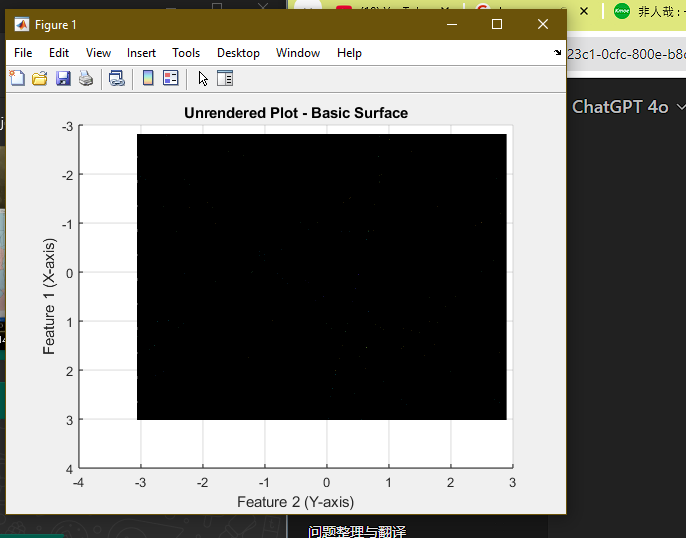 Figure 1
非人哉：
File Edit View Insert Tools Desktop Window Help
23c1-0cfc-800e-b8
ChatGPT 4o
Unrendered Plot - Basic Surface
-3
-2
-1
0
1
2
3
4
Feature 1 (X-axis)
-4 -3 -2 -1 0 1 2 3 4
Feature 2 (Y-axis)
问题整理与翻译